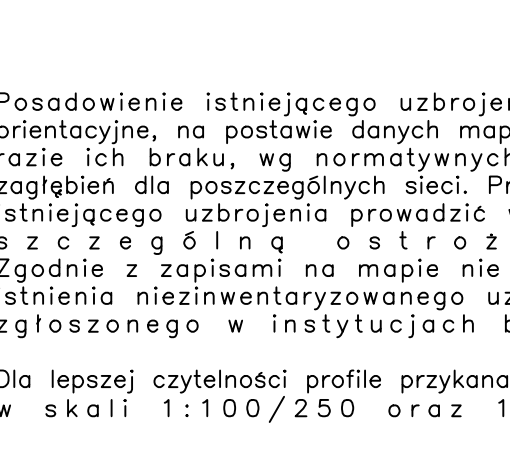 Posadowienie istniejącego uzbrojen
orientacyjne, na postawie danych map
razie ich braku, wg normatywnych
zagłębień dla poszczególnych sieci. Pr
istniejącego uzbrojenia prowadzić
szczególną ostroż
Zgodnie z zapisami na mapie nie
istnienia niezinwentaryzowanego uz
zgłoszonego w instytucjach b
Dla lepszej czytelności profile przykana
w skali 1:100/250 oraz 1